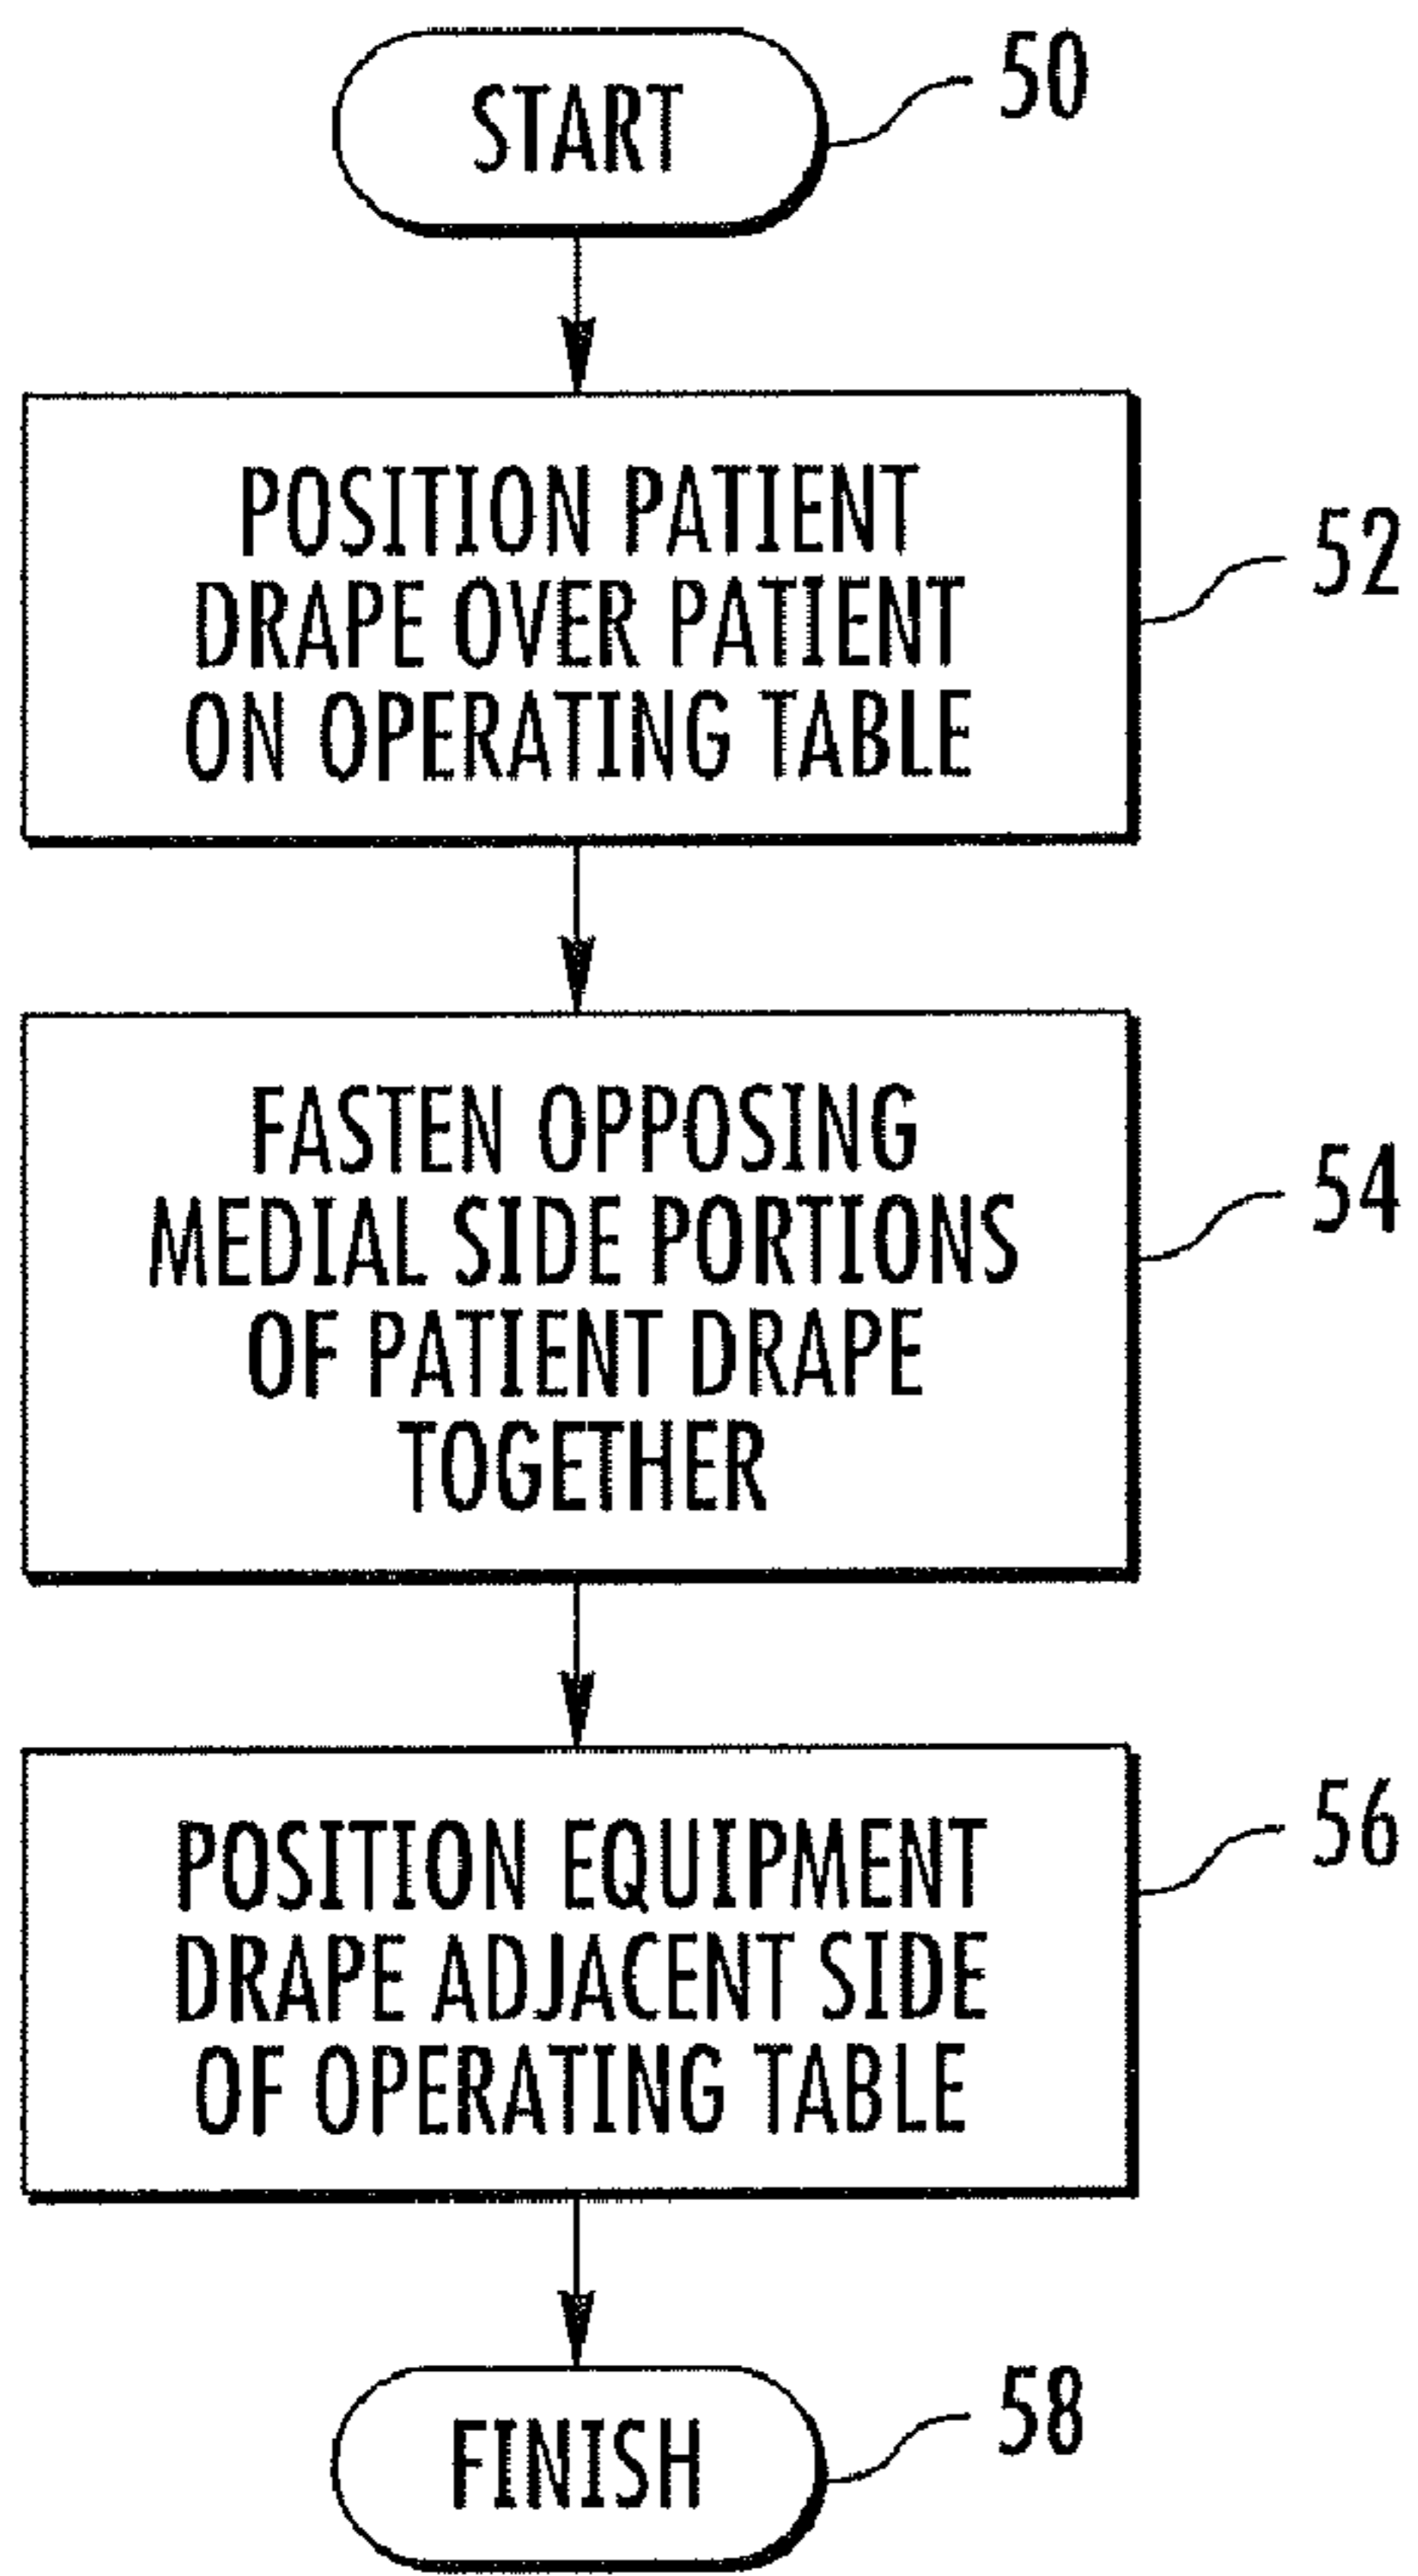 START
50
POSITION PATIENT
DRAPE OVER PATIENT
ON OPERATING TABLE
52
FASTEN OPPOSING
MEDIAL SIDE PORTIONS
OF PATIENT DRAPE
TOGETHER
54
POSITION EQUIPMENT
DRAPE ADJACENT SIDE
OF OPERATING TABLE
56
FINISH
58